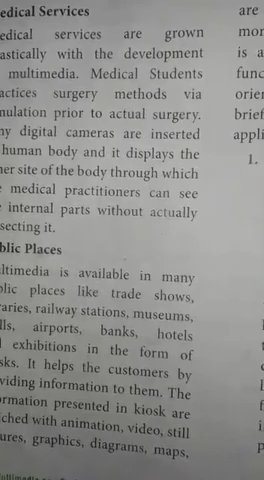 edical Services
edical services are grown
rastically with the development
multimedia. Medical Students
actices surgery methods via
mulation prior to actual surgery.
ny digital cameras are inserted
human body and it displays the
ner site of the body through which
e medical practitioners can see
e internal parts without actually
secting it.
blic Places
ultimedia is available in many
blic places like trade shows,
raries, railway stations, museums,
lls, airports, banks, hotels
d exhibitions in the form of
sks. It helps the customers by
viding information to them. The
ormation presented in kiosk are
iched with animation, video, still
ures, graphics, diagrams, maps,
are
mor
is a
func
orien
brief
appli
1.